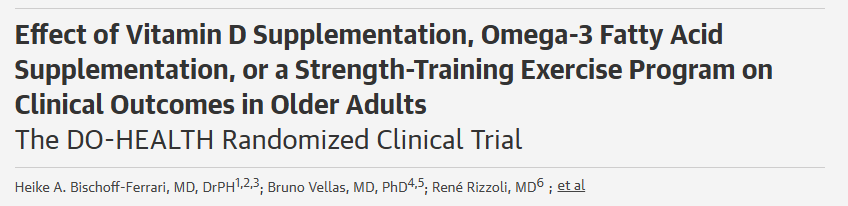 Effect of Vitamin D Supplementation, Omega-3 Fatty Acid
Supplementation, or a Strength-Training Exercise Program on
Clinical Outcomes in Older Adults
The DO-HEALTH Randomized Clinical Trial
Heike A. Bischoff-Ferrari, MD, DrPH1,2,3; Bruno Vellas, MD, PhD4,5; René Rizzoli, MD6 ; et al